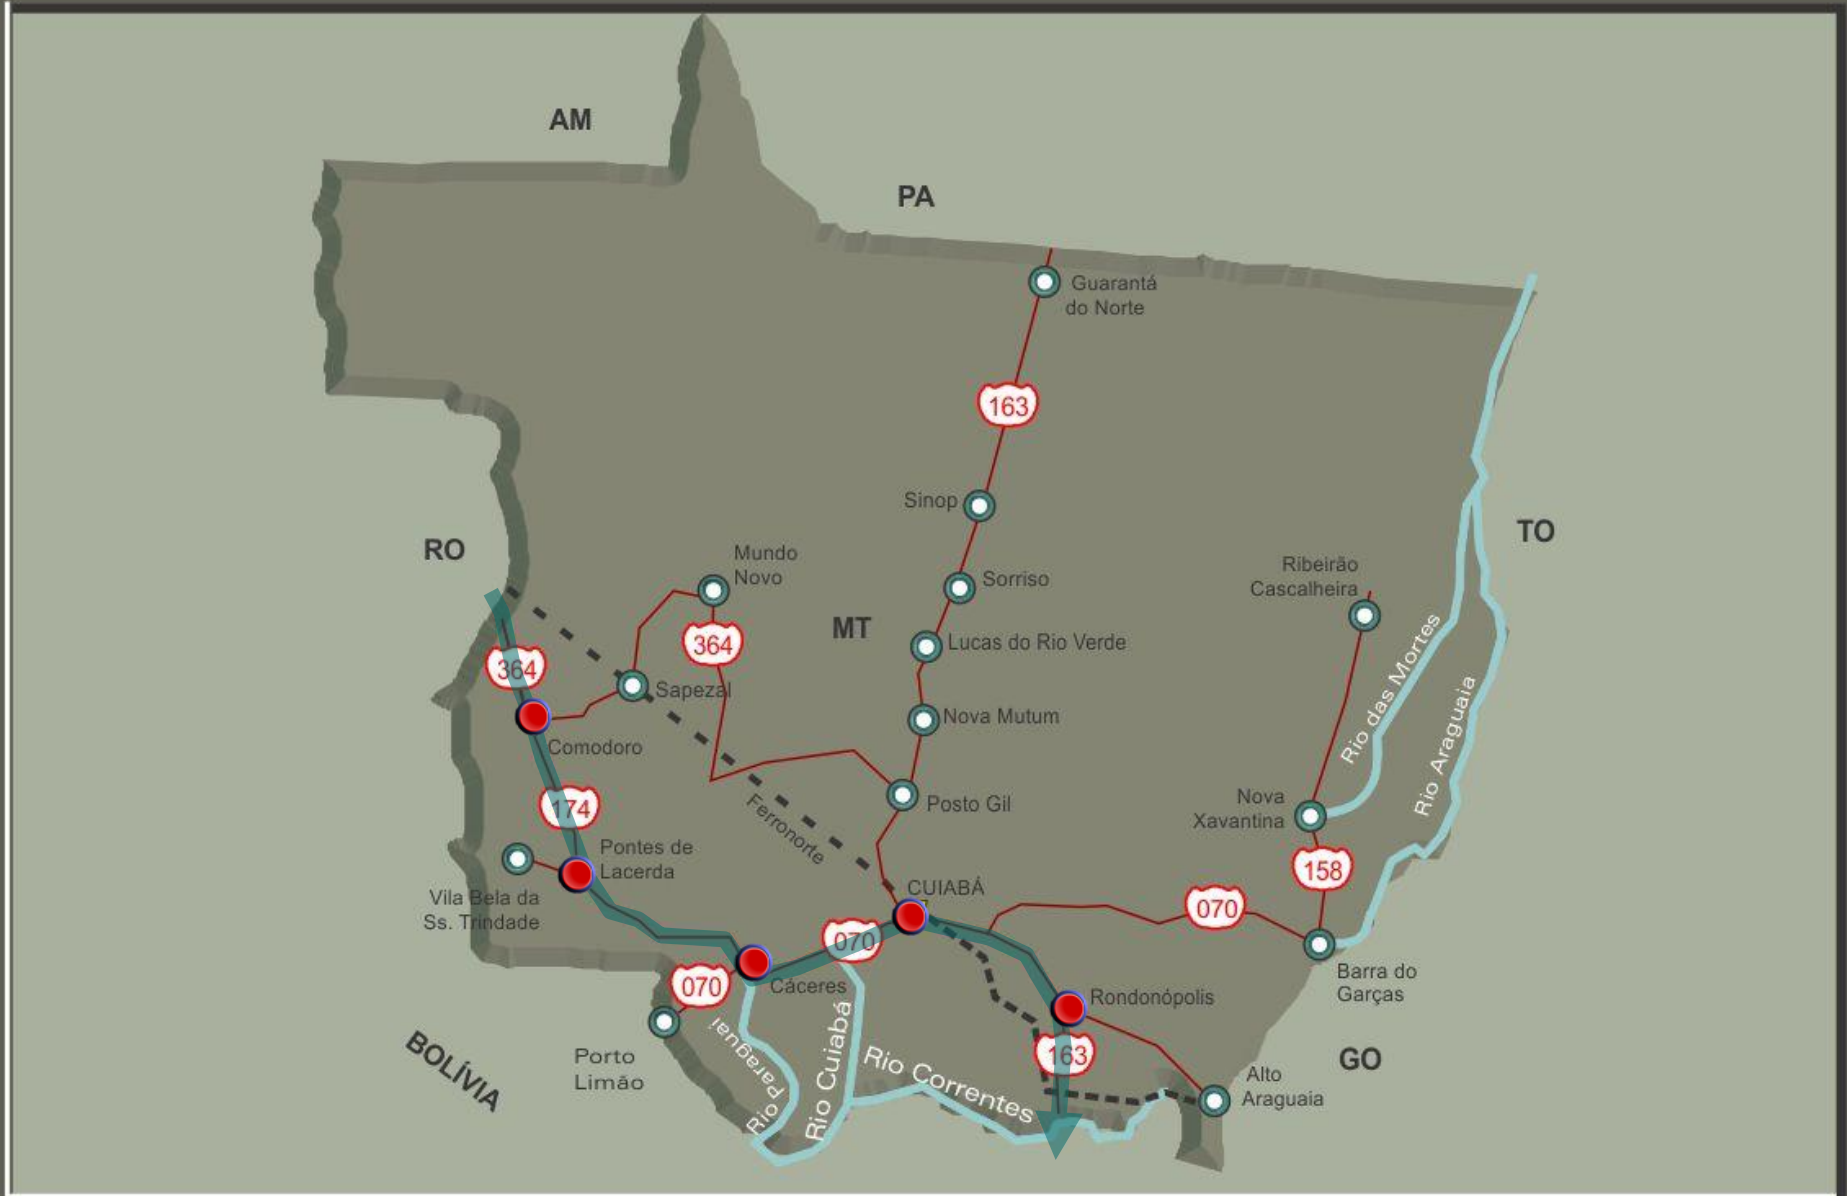 AM
PA
Guarantá
do Norte
163
Sinop
TO
RO
Mundo
Novo
Sorriso
Ribeirão
Cascalheira
MT
364
Lucas do Rio Verde
364
Sapezal
Rio das Mortes
Rio Araguaia
Nova Mutum
Comodoro
174
Ferronorte
Posto Gil
Nova
Xavantina
Pontes de
Lacerda
158
Vila Bela da
Ss. Trindade
CUIABÁ
070
070
Barra do
Garças
070
Cáceres
Rondonópolis
Rio Paraguai
Rio Cuiabá
BOLÍVIA
Porto
Limão
Rio Correntes
163
GO
Alto
Araguaia